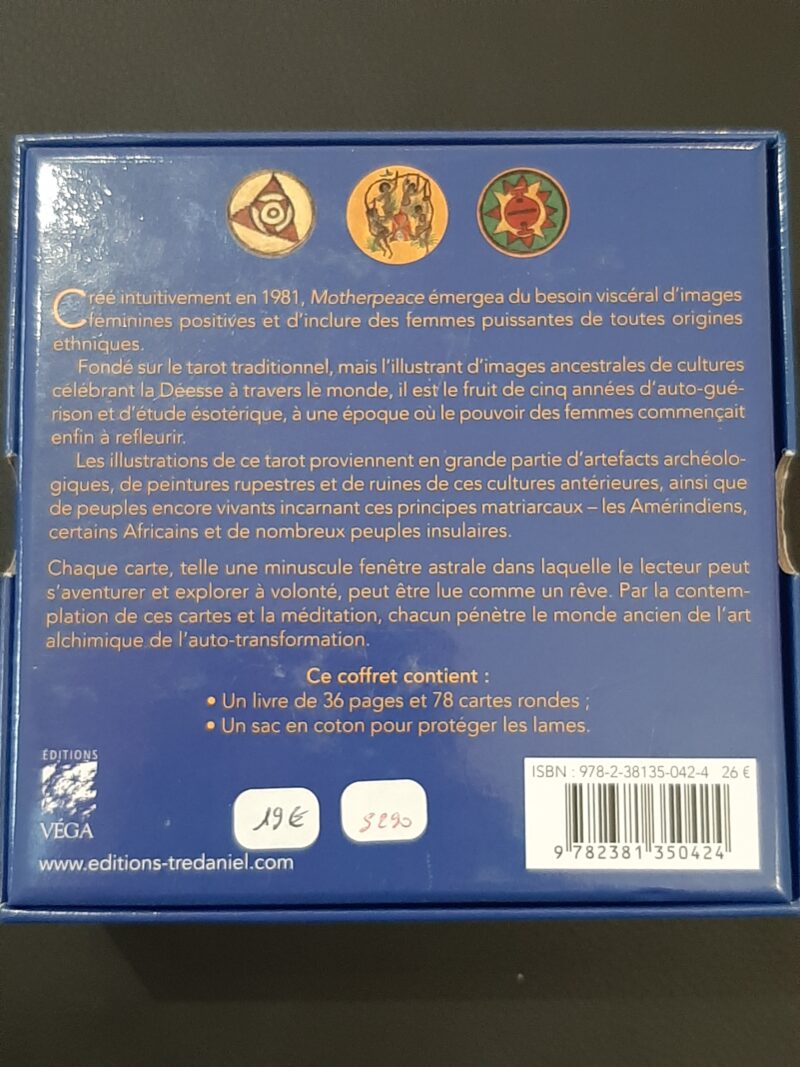 Créé intuitivement en 1981, Motherpeace émergea du besoin viscéral d'images
féminines positives et d'inclure des femmes puissantes de toutes origines
ethniques.
Fondé sur le tarot traditionnel, mais l'illustrant d'images ancestrales de cultures
célébrant la Déesse à travers le monde, il est le fruit de cinq années d'auto-gué-
rison et d'étude ésotérique, à une époque où le pouvoir des femmes commençait
enfin à refleurir.
Les illustrations de ce tarot proviennent en grande partie d'artefacts archéolo-
giques, de peintures rupestres et de ruines de ces cultures antérieures, ainsi que
de peuples encore vivants incarnant ces principes matriarcaux – les Amérindiens,
certains Africains et de nombreux peuples insulaires.
Chaque carte, telle une minuscule fenêtre astrale dans laquelle le lecteur peut
s'aventurer et explorer à volonté, peut être lue comme un rêve. Par la contem-
plation de ces cartes et la méditation, chacun pénètre le monde ancien de l'art
alchimique de l'auto-transformation.
Ce coffret contient :
• Un livre de 36 pages et 78 cartes rondes ;
• Un sac en coton pour protéger les lames.
ÉDITIONS
VÉGA
www.editions-tredaniel.com
19€
ISBN : 978-2-38135-042-4 26 €
9 782381 350424